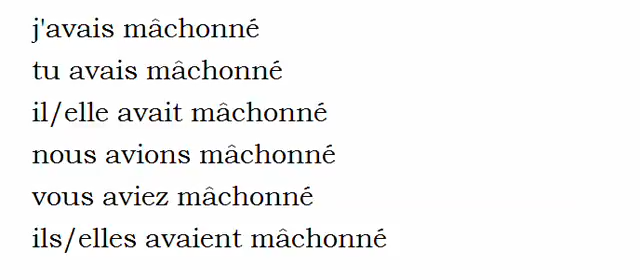 j'avais mâchonné
tu avais mâchonné
il/elle avait mâchonné
nous avions mâchonné
vous aviez mâchonné
ils/elles avaient mâchonné